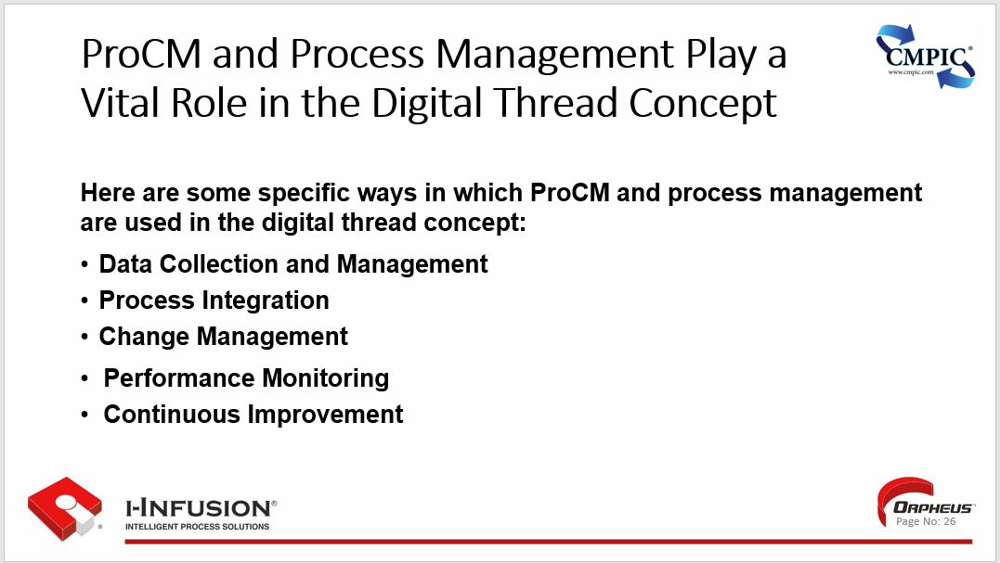 ProCM and Process Management Play a
Vital Role in the Digital Thread Concept
CMPIC®
www.cmpic.com
Here are some specific ways in which ProCM and process management
are used in the digital thread concept:
• Data Collection and Management
• Process Integration
• Change Management
• Performance Monitoring
• Continuous Improvement
®
I-INFUSION®
INTELLIGENT PROCESS SOLUTIONS
ORPHEUS™
Page No: 26